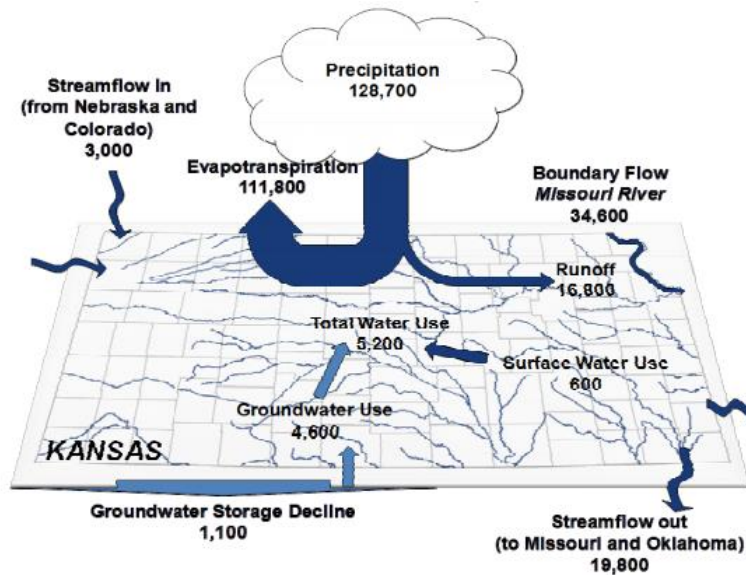 Precipitation
128,700
Streamflow In
(from Nebraska and
Colorado)
3,000
Evapotranspiration
111,800
Boundary Flow
Missouri River
34,600
Runoff
16,800
Total Water Use
5,200
Surface Water Use
600
Groundwater Use
4,600
KANSAS
Groundwater Storage Decline
1,100
Streamflow out
(to Missouri and Oklahoma)
19,800